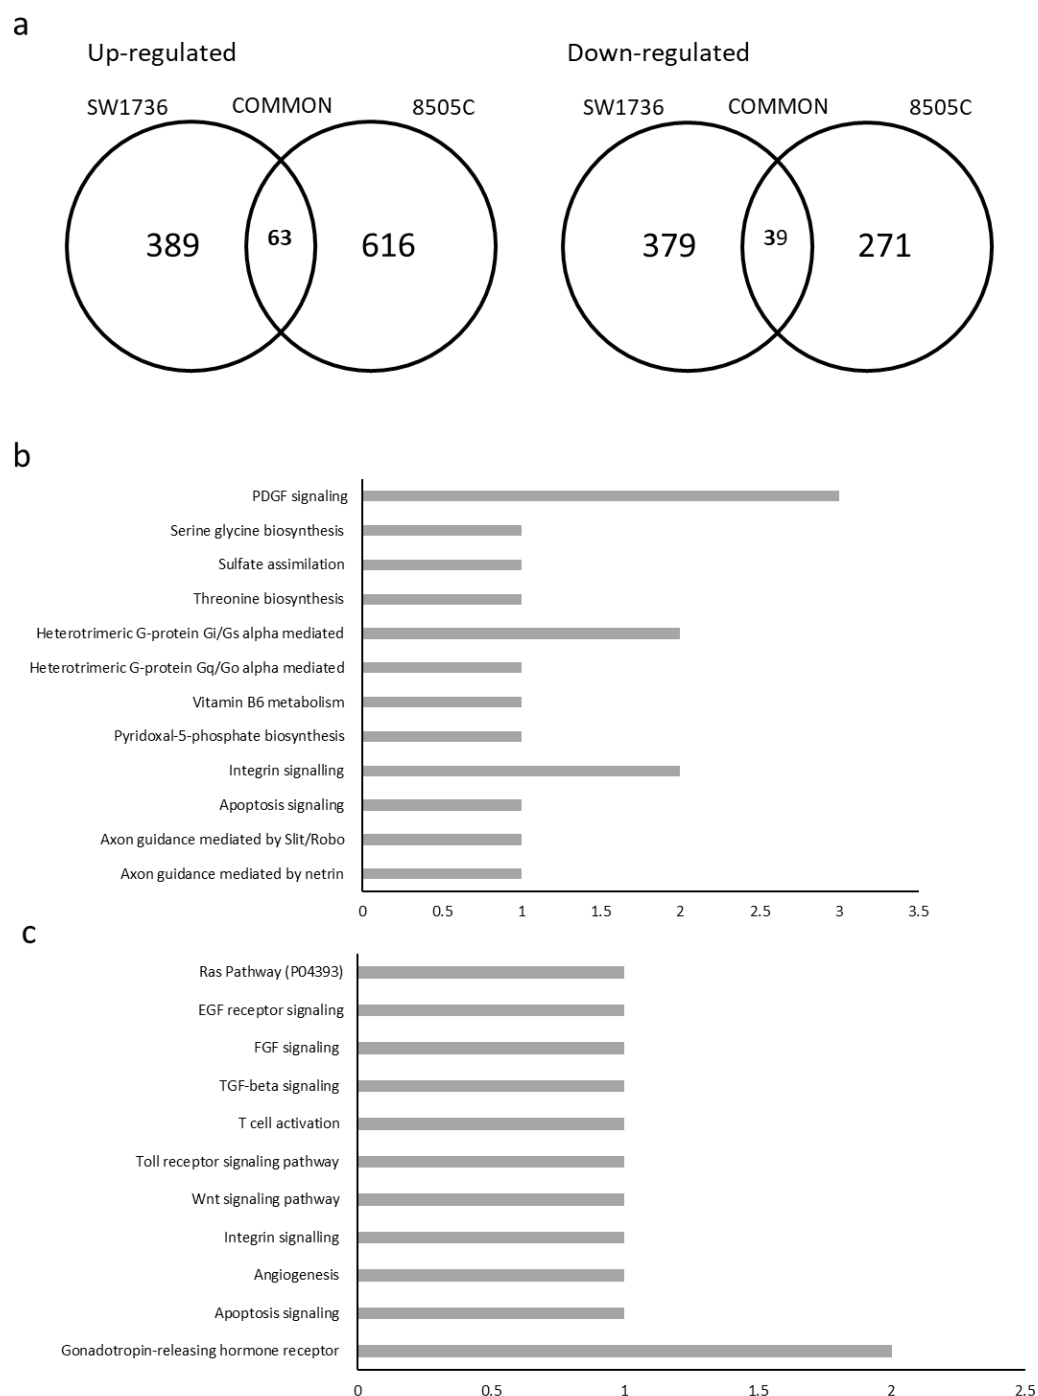 a
Up-regulated
Down-regulated
SW1736
COMMON
8505C
SW1736
COMMON
8505C
389
63
616
379
39
271
b
PDGF signaling
Serine glycine biosynthesis
Sulfate assimilation
Threonine biosynthesis
Heterotrimeric G-protein Gi/Gs alpha mediated
Heterotrimeric G-protein Gq/Go alpha mediated
Vitamin B6 metabolism
Pyridoxal-5-phosphate biosynthesis
Integrin signalling
Apoptosis signaling
Axon guidance mediated by Slit/Robo
Axon guidance mediated by netrin
0 0.5 1 1.5 2 2.5 3 3.5
c
Ras Pathway (P04393)
EGF receptor signaling
FGF signaling
TGF-beta signaling
T cell activation
Toll receptor signaling pathway
Wnt signaling pathway
Integrin signalling
Angiogenesis
Apoptosis signaling
Gonadotropin-releasing hormone receptor
0 0.5 1 1.5 2 2.5